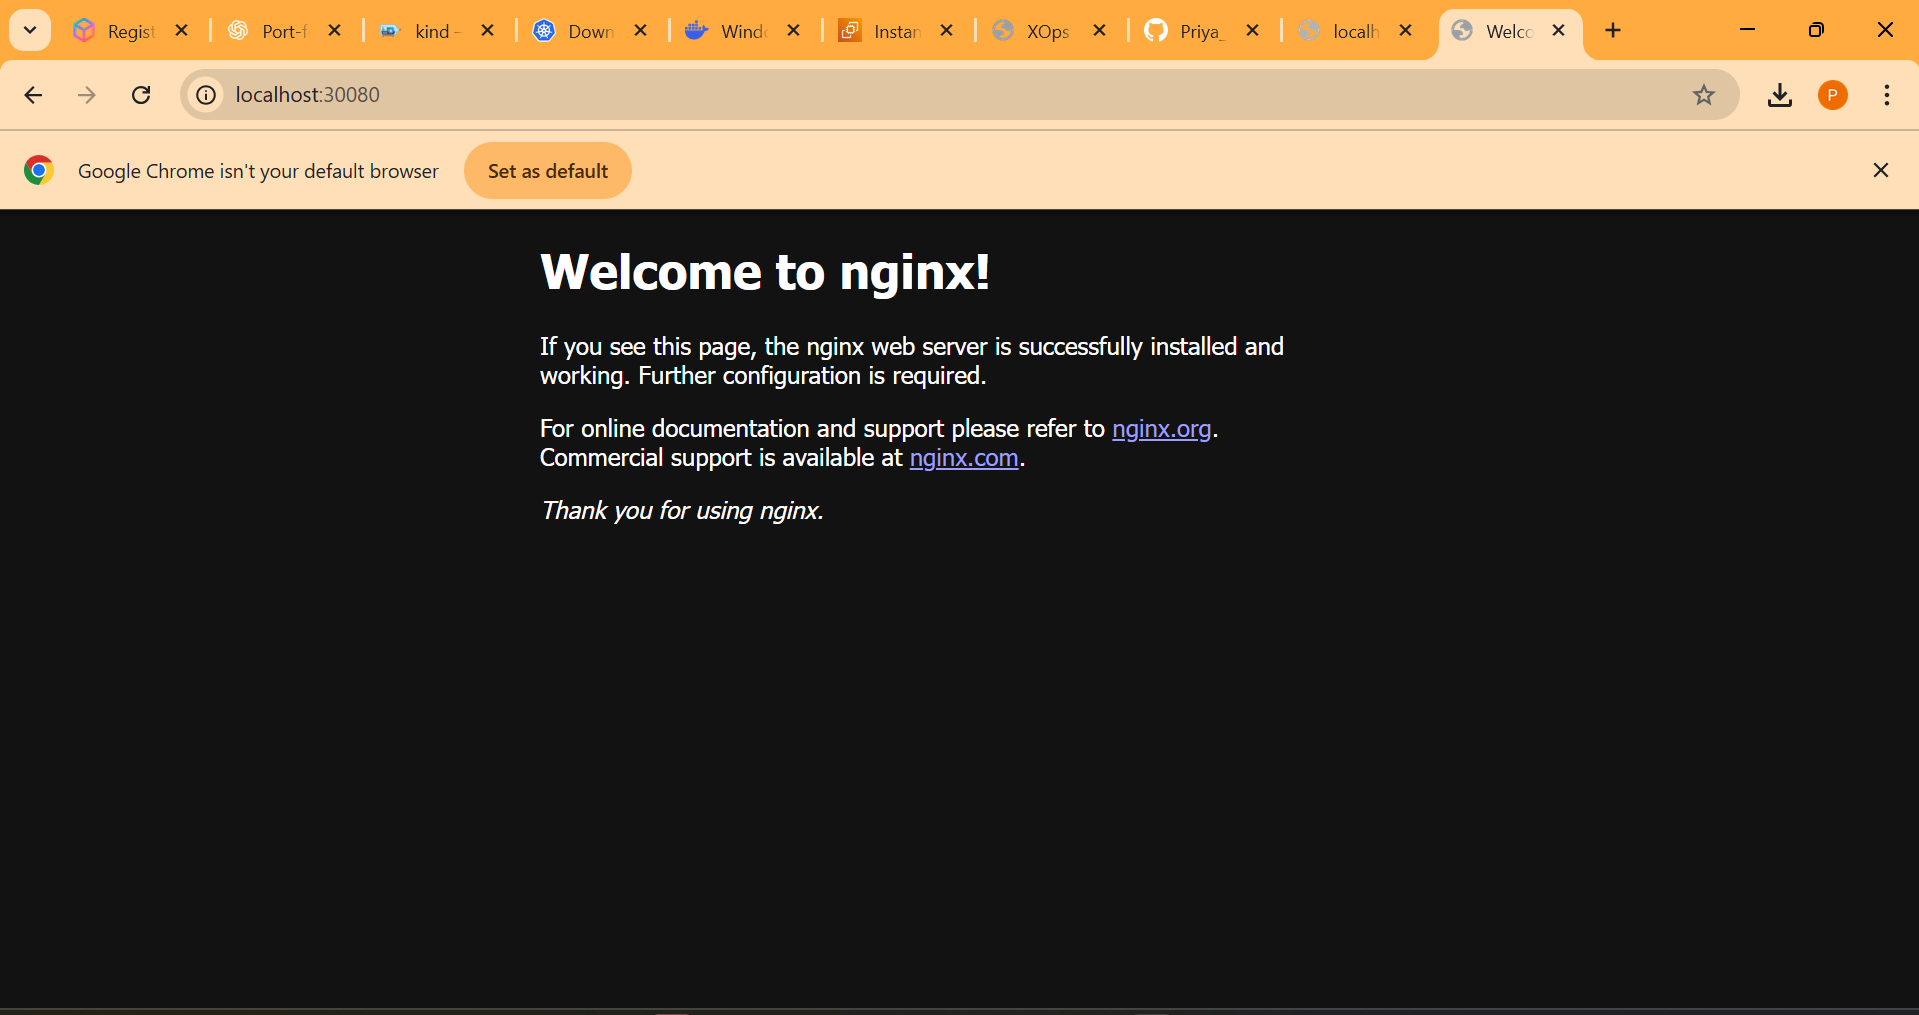 Regist
Port-f
kind -
Down
Wind
Instan
XOps
Priya_
localh
Welco
localhost:30080
P
Google Chrome isn't your default browser
Set as default
Welcome to nginx!
If you see this page, the nginx web server is successfully installed and
working. Further configuration is required.
For online documentation and support please refer to nginx.org.
Commercial support is available at nginx.com.
Thank you for using nginx.